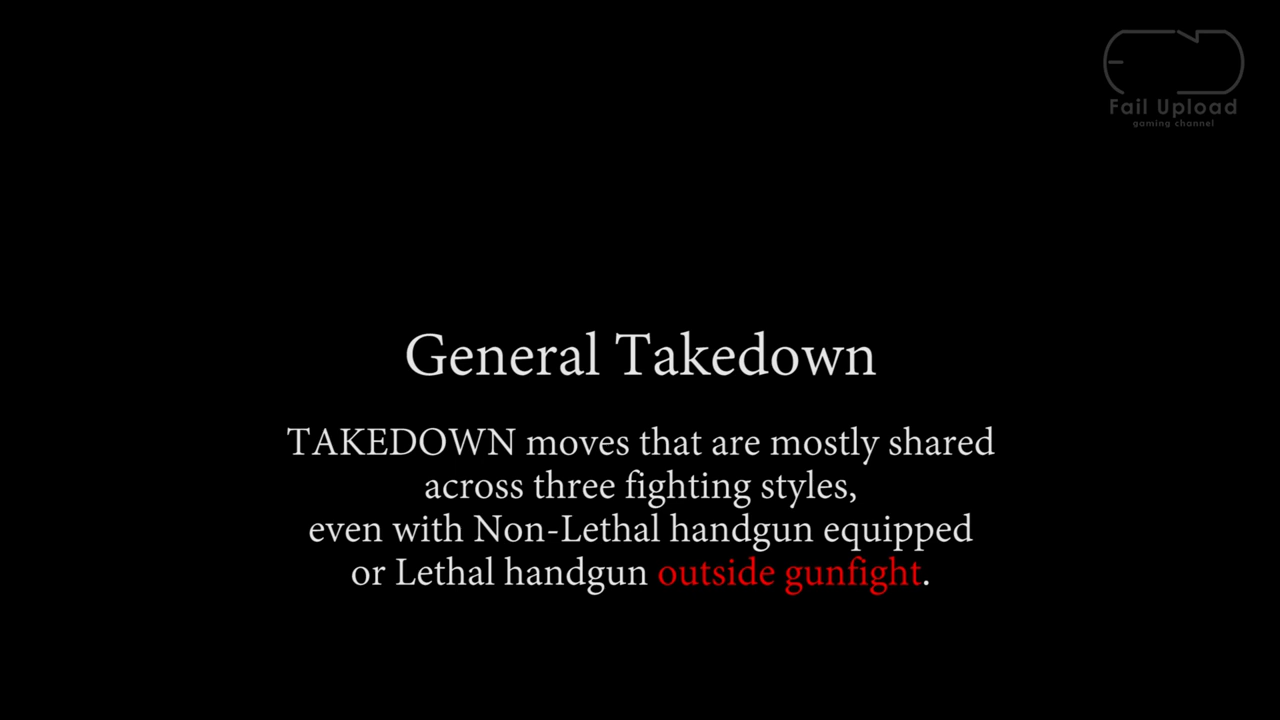 Fail Upload
gaming channel
General Takedown
TAKEDOWN moves that are mostly shared
across three fighting styles,
even with Non-Lethal handgun equipped
or Lethal handgun outside gunfight.